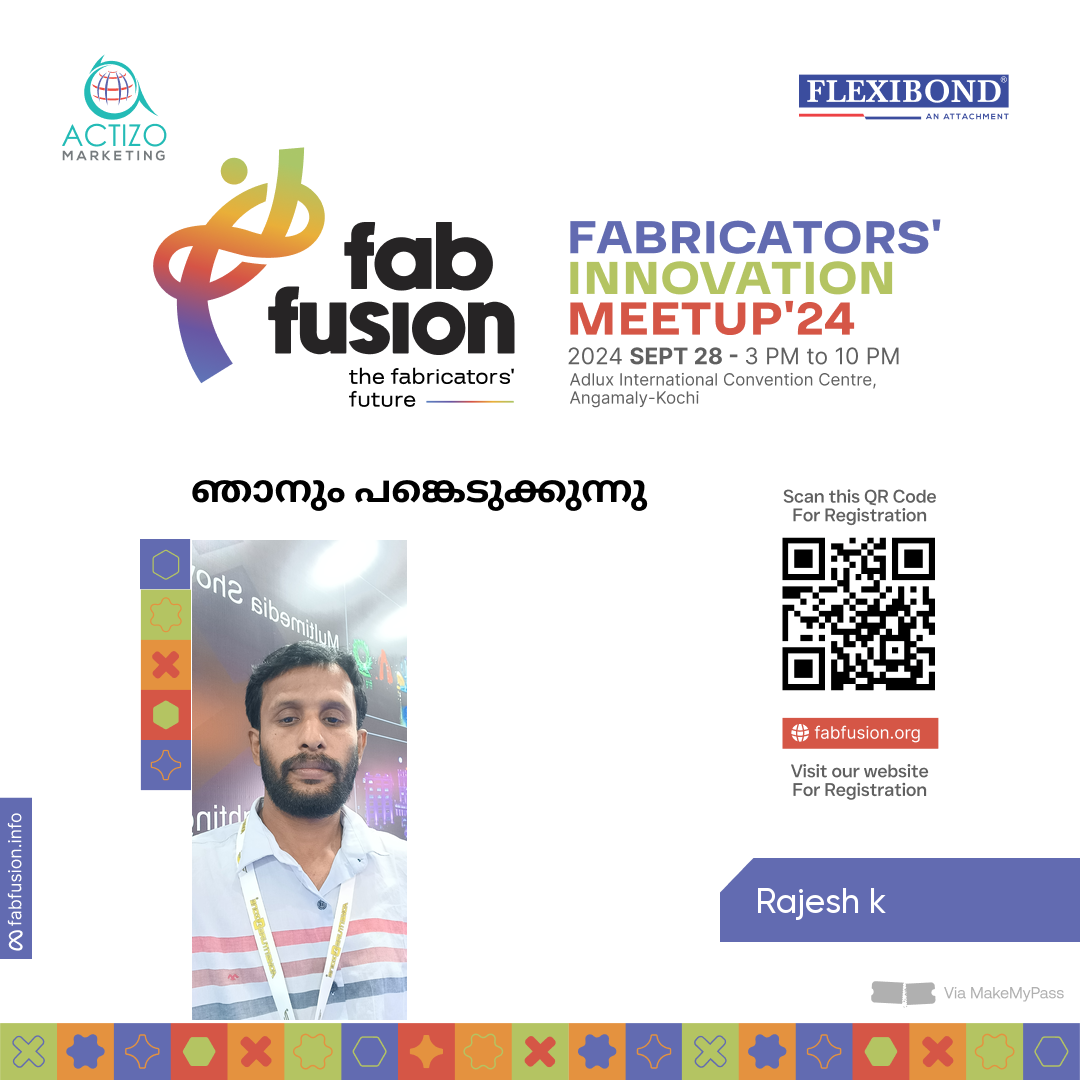 ACTIZO
MARKETING
FLEXIBOND®
AN ATTACHMENT
fab
fusion
the fabricators'
future
FABRICATORS'
INNOVATION
MEETUP'24
2024 SEPT 28 - 3 PM to 10 PM
Adlux International Convention Centre,
Angamaly-Kochi
ഞാനും പങ്കെടുക്കുന്നു
Scan this QR Code
For Registration
Multimedia Show
fabfusion.org
Visit our website
For Registration
fabfusion.info
Rajesh k
Via MakeMyPass